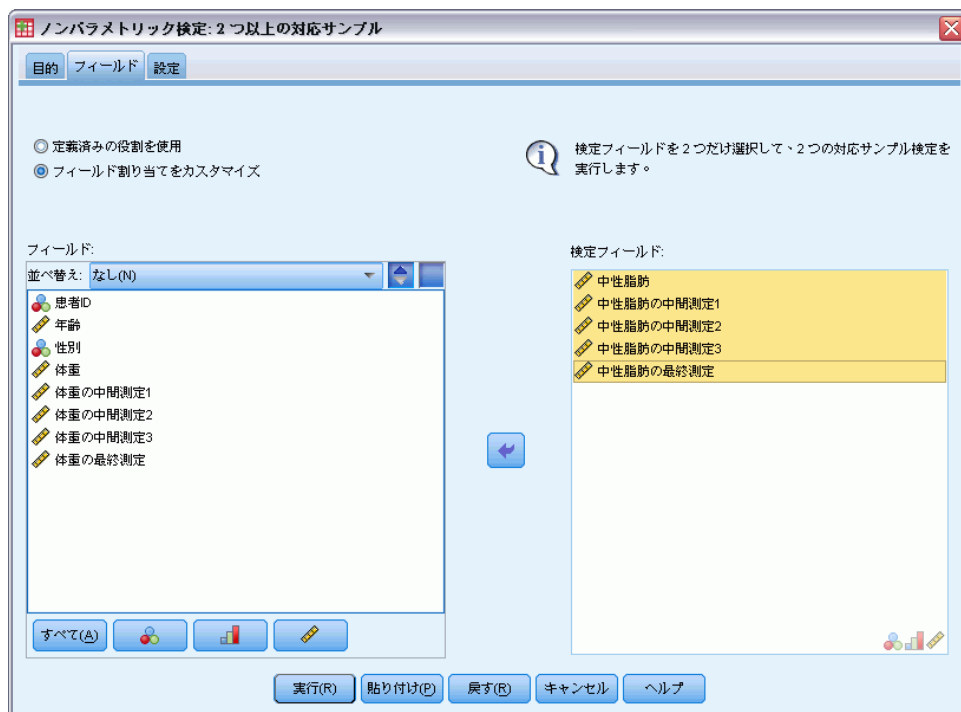 ノンパラメトリック検定: 2 つ以上の対応サンプル
目的 フィールド 設定
定義済みの役割を使用
フィールド割り当てをカスタマイズ
検定フィールドを2つだけ選択して、2つの対応サンプル検定を
実行します。
フィールド:
並べ替え: なし(N)
患者ID
年齢
性別
体重
体重の中間測定1
体重の中間測定2
体重の中間測定3
体重の最終測定
すべて(A)
検定フィールド:
中性脂肪
中性脂肪の中間測定1
中性脂肪の中間測定2
中性脂肪の中間測定3
中性脂肪の最終測定
実行(R) 貼り付け(P) 戻す(R) キャンセル ヘルプ